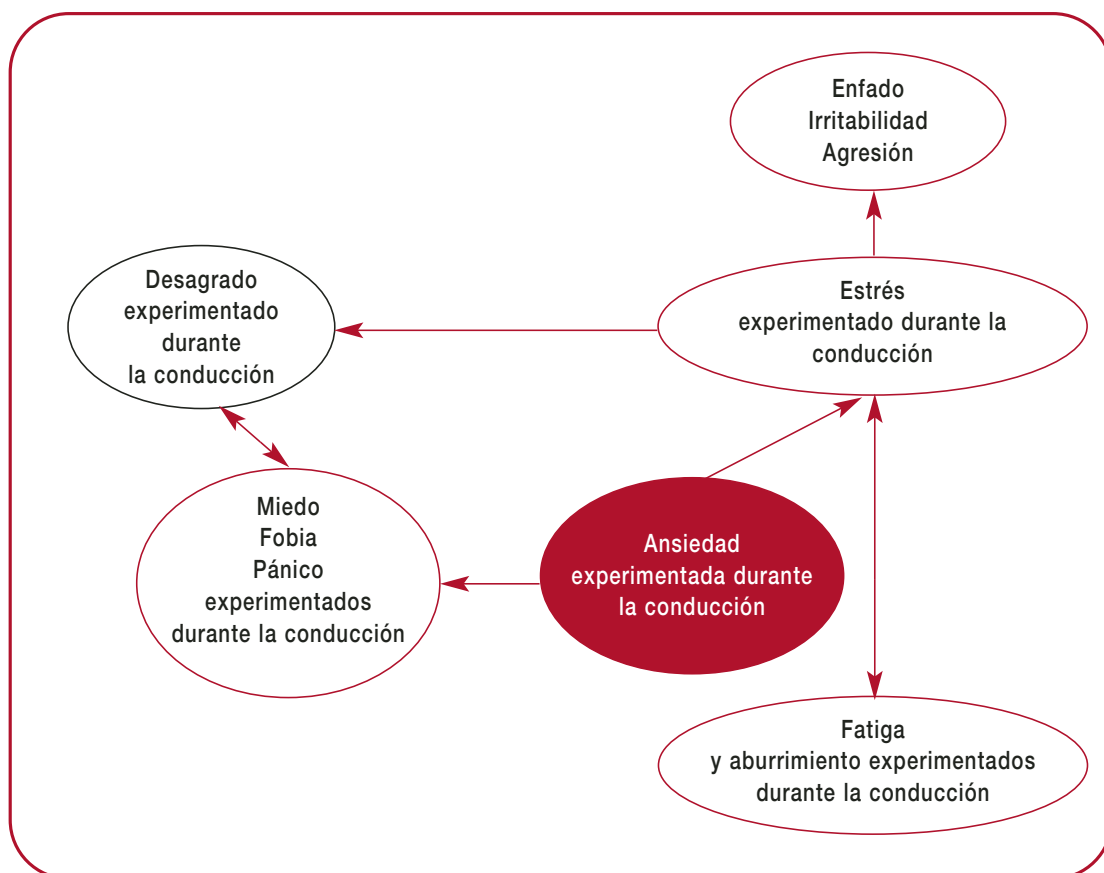 Enfado
Irritabilidad
Agresión
Estrés
experimentado durante la
conducción
Desagrado
experimentado
durante
la conducción
Miedo
Fobia
Pánico
experimentados
durante la conducción
Ansiedad
experimentada durante
la conducción
Fatiga
y aburrimiento experimentados
durante la conducción